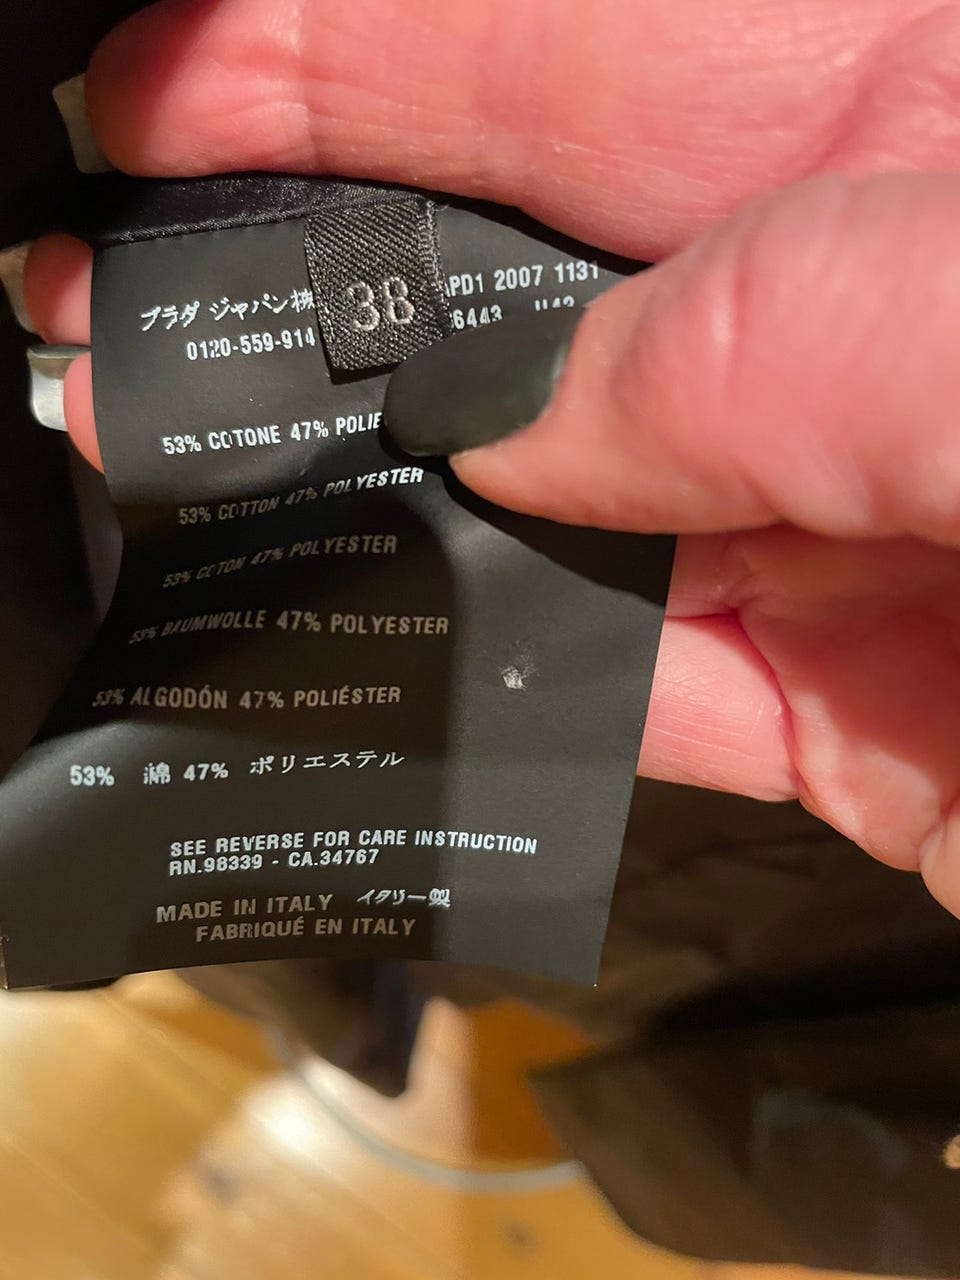 38
プラダ ジャパン
PD1 2007 1131
0120-559-914
6443
53% COTONE 47% POLIE
53% COTTON 47% POLYESTER
53% COTON 47% POLYESTER
53% BAUMWOLLE 47% POLYESTER
53% ALGODÓN 47% POLIÉSTER
53% 綿 47% ポリエステル
SEE REVERSE FOR CARE INSTRUCTION
RN.98339 - CA.34767
MADE IN ITALY イタリー製
FABRIQUÉ EN ITALY